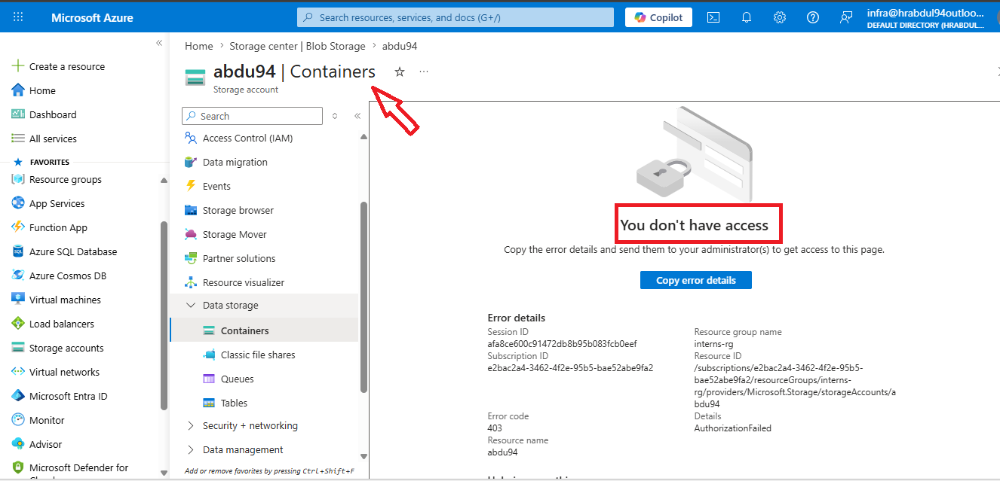 Microsoft Azure
Search resources, services, and docs (G+/)
Copilot
infra@hrabdul94outloo...
DEFAULT DIRECTORY (HRABDUL...
Create a resource
Home
Dashboard
All services
FAVORITES
Resource groups
App Services
Function App
Azure SQL Database
Azure Cosmos DB
Virtual machines
Load balancers
Storage accounts
Virtual networks
Microsoft Entra ID
Monitor
Advisor
Microsoft Defender for
Home > Storage center | Blob Storage > abdu94
abdu94 | Containers
Storage account
Search
Access Control (IAM)
Data migration
Events
Storage browser
Storage Mover
Partner solutions
Resource visualizer
Data storage
Containers
Classic file shares
Queues
Tables
Security + networking
Data management
Add or remove favorites by pressing Ctrl+Shift+F
You don't have access
Copy the error details and send them to your administrator(s) to get access to this page.
Copy error details
Error details
Session ID
afa8ce600c91472db8b95b083fcb0eef
Subscription ID
e2bac2a4-3462-4f2e-95b5-bae52abe9fa2
Error code
403
Resource name
abdu94
Resource group name
interns-rg
Resource ID
/subscriptions/e2bac2a4-3462-4f2e-95b5-
bae52abe9fa2/resourceGroups/interns-
rg/providers/Microsoft.Storage/storageAccounts/a
bdu94
Details
AuthorizationFailed